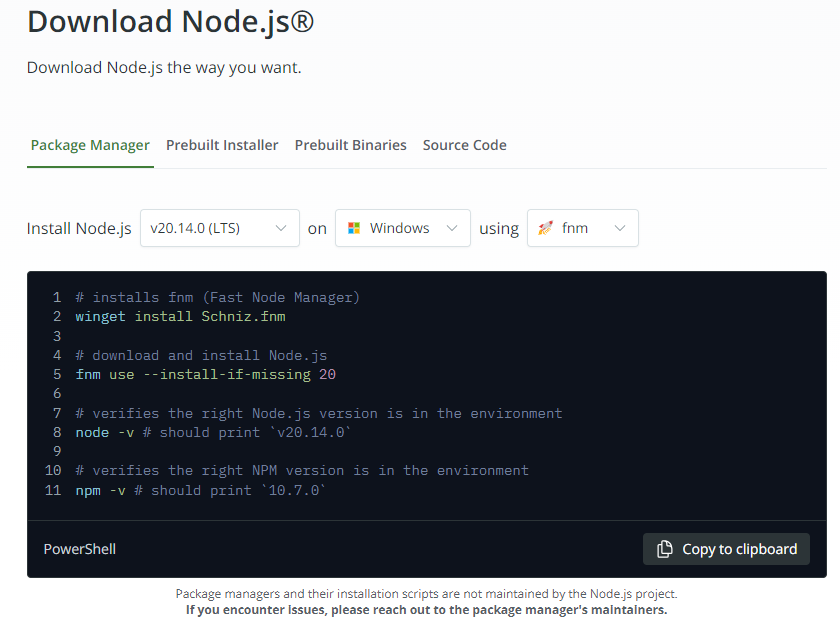 Download Node.js®
Download Node.js the way you want.
Package Manager Prebuilt Installer Prebuilt Binaries Source Code
Install Node.js v20.14.0 (LTS) on Windows using fnm
1 # installs fnm (Fast Node Manager)
2 winget install Schniz.fnm
3
4 # download and install Node.js
5 fnm use --install-if-missing 20
6
7 # verifies the right Node.js version is in the environment
8 node -v # should print `v20.14.0`
9
10 # verifies the right NPM version is in the environment
11 npm -v # should print `10.7.0`
PowerShell Copy to clipboard
Package managers and their installation scripts are not maintained by the Node.js project.
If you encounter issues, please reach out to the package manager's maintainers.